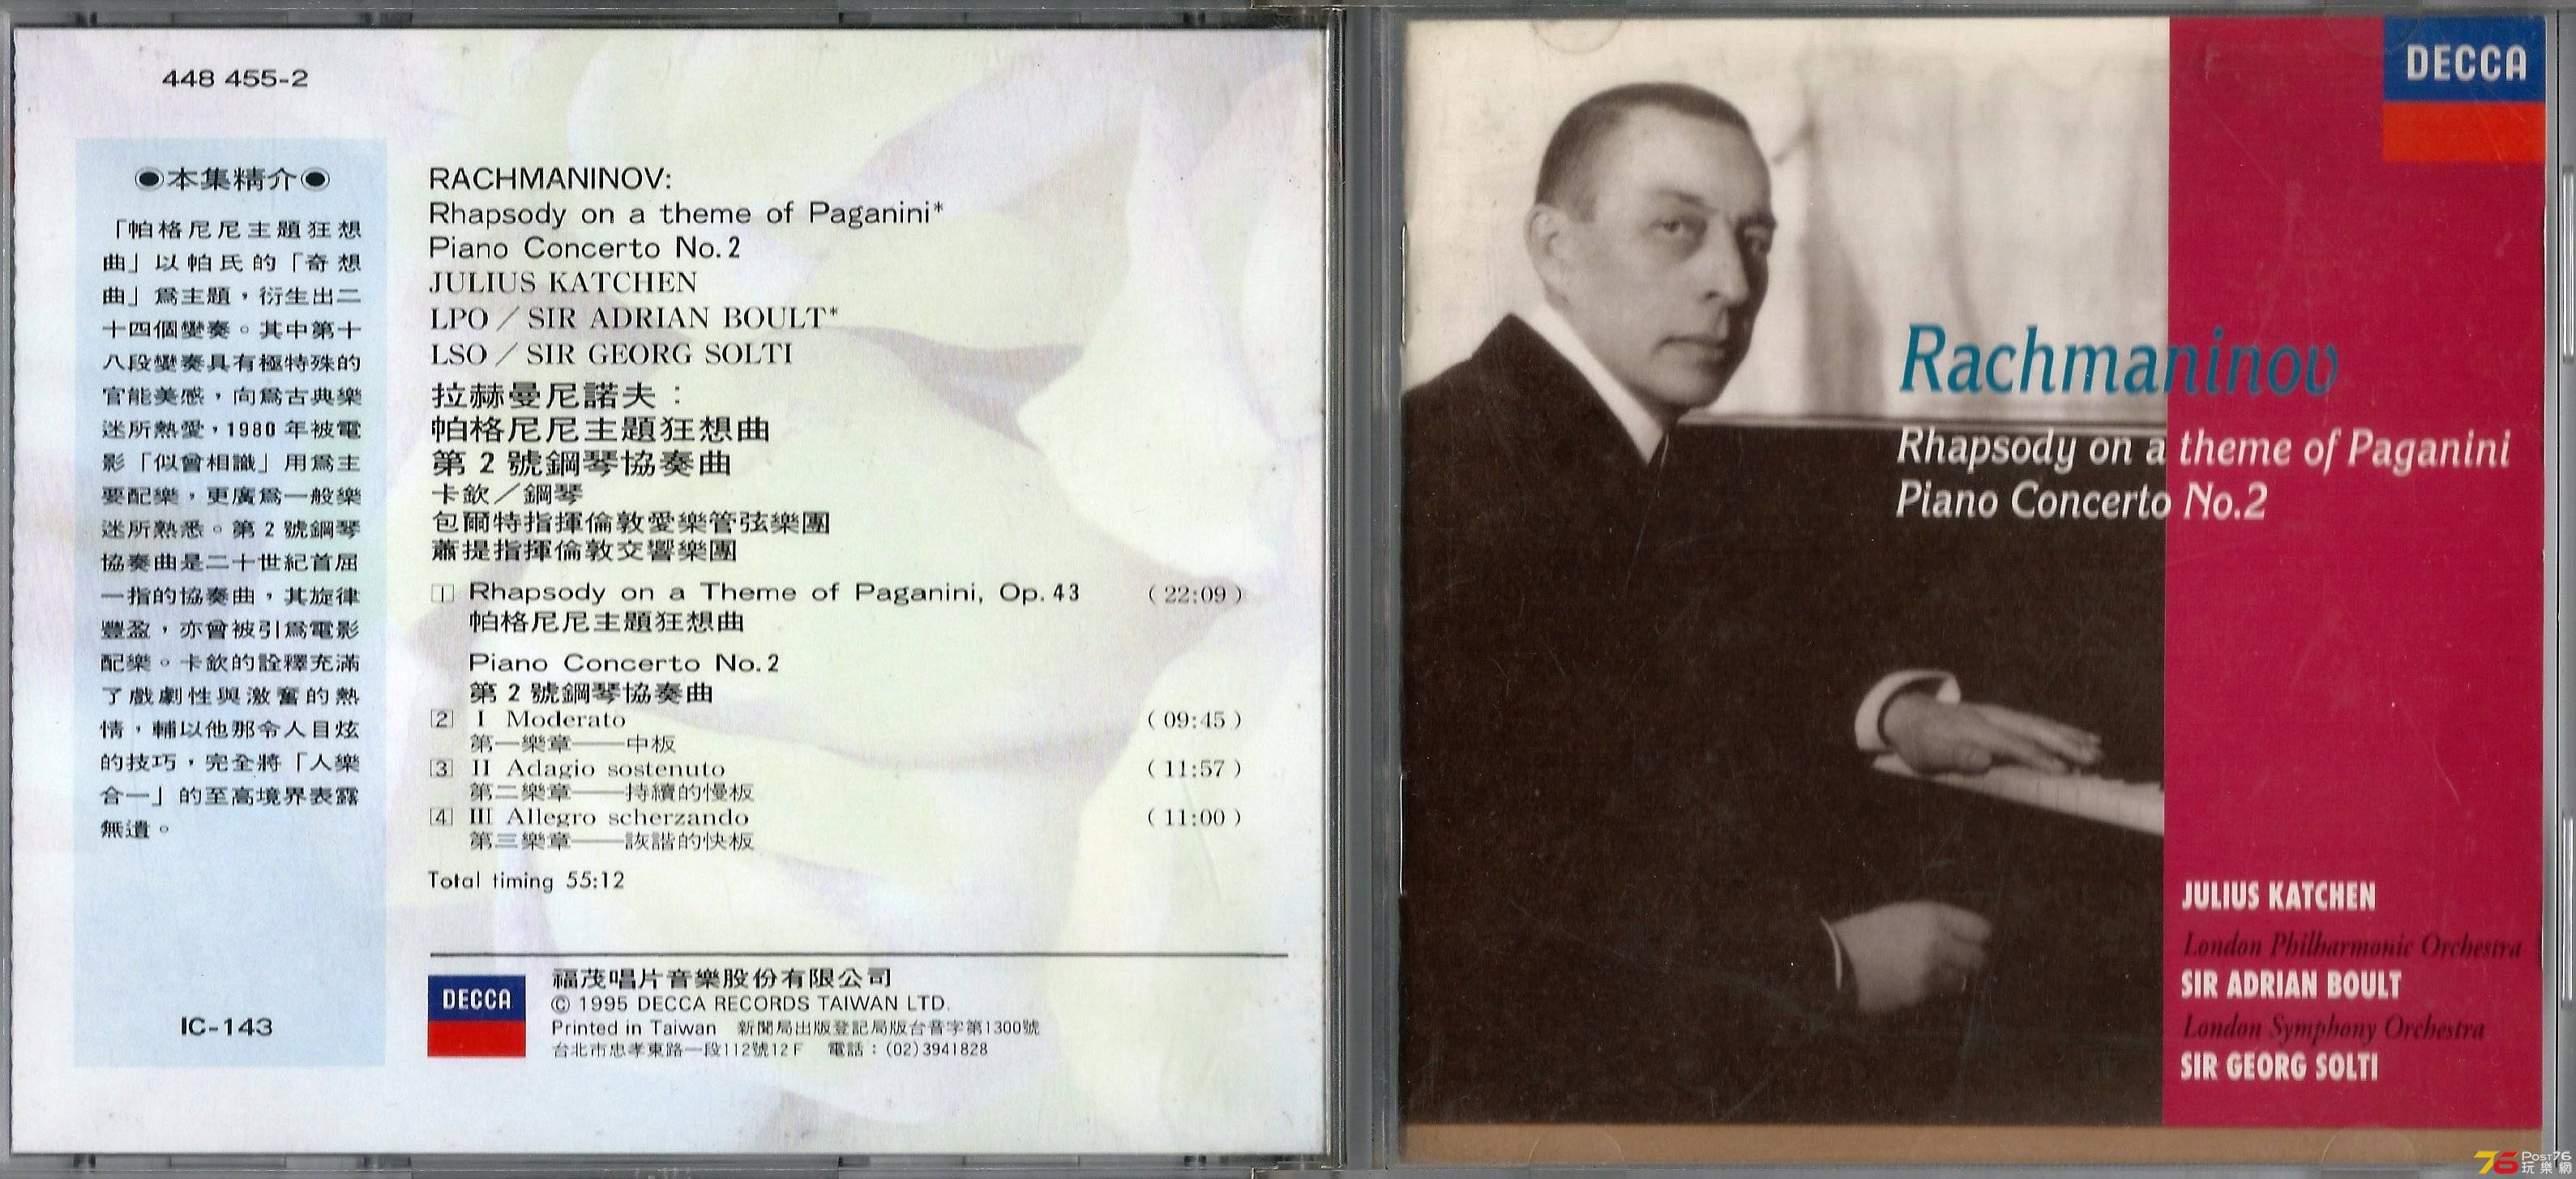 448 455-2
◉本集精介◉
「帕格尼尼主題狂想
曲」以帕氏的「奇想
曲」爲主題，衍生出二
十四個變奏。其中第十
八段變奏具有極特殊的
官能美感，向爲古典樂
迷所熱愛，1980年被電
影「似曾相識」用爲主
要配樂，更廣爲一般樂
迷所熟悉。第2號鋼琴
協奏曲是二十世紀首屈
一指的協奏曲，其旋律
豐盈，亦曾被引爲電影
配樂。卡欽的詮釋充滿
了戲劇性與激奮的熱
情，輔以他那令人目炫
的技巧，完全將「人樂
合一」的至高境界表露
無遺。
IC-143
RACHMANINOV:
Rhapsody on a theme of Paganini*
Piano Concerto No.2
JULIUS KATCHEN
LPO／SIR ADRIAN BOULT*
LSO／SIR GEORG SOLTI
拉赫曼尼諾夫：
帕格尼尼主題狂想曲
第2號鋼琴協奏曲
卡欽／鋼琴
包爾特指揮倫敦愛樂管弦樂團
蕭提指揮倫敦交響樂團
1 Rhapsody on a Theme of Paganini, Op.43 (22:09)
帕格尼尼主題狂想曲
Piano Concerto No.2
第2號鋼琴協奏曲
2 I Moderato (09:45)
第一樂章——中板
3 II Adagio sostenuto (11:57)
第二樂章——持續的慢板
4 III Allegro scherzando (11:00)
第三樂章——詼諧的快板
Total timing 55:12
DECCA
福茂唱片音樂股份有限公司
© 1995 DECCA RECORDS TAIWAN LTD.
Printed in Taiwan 新聞局出版登記局版台音字第1300號
台北市忠孝東路一段112號12F 電話：(02)3941828
DECCA
Rachmaninov
Rhapsody on a theme of Paganini
Piano Concerto No.2
JULIUS KATCHEN
London Philharmonic Orchestra
SIR ADRIAN BOULT
London Symphony Orchestra
SIR GEORG SOLTI
76 Post76
玩樂網